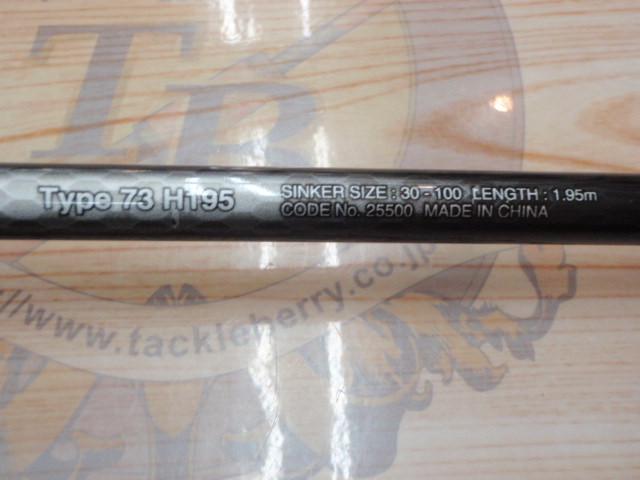 TB
Type 73 H195
SINKER SIZE : 30-100 LENGTH : 1.95m
CODE No. 25500 MADE IN CHINA
://www.tackleberry.co.jp